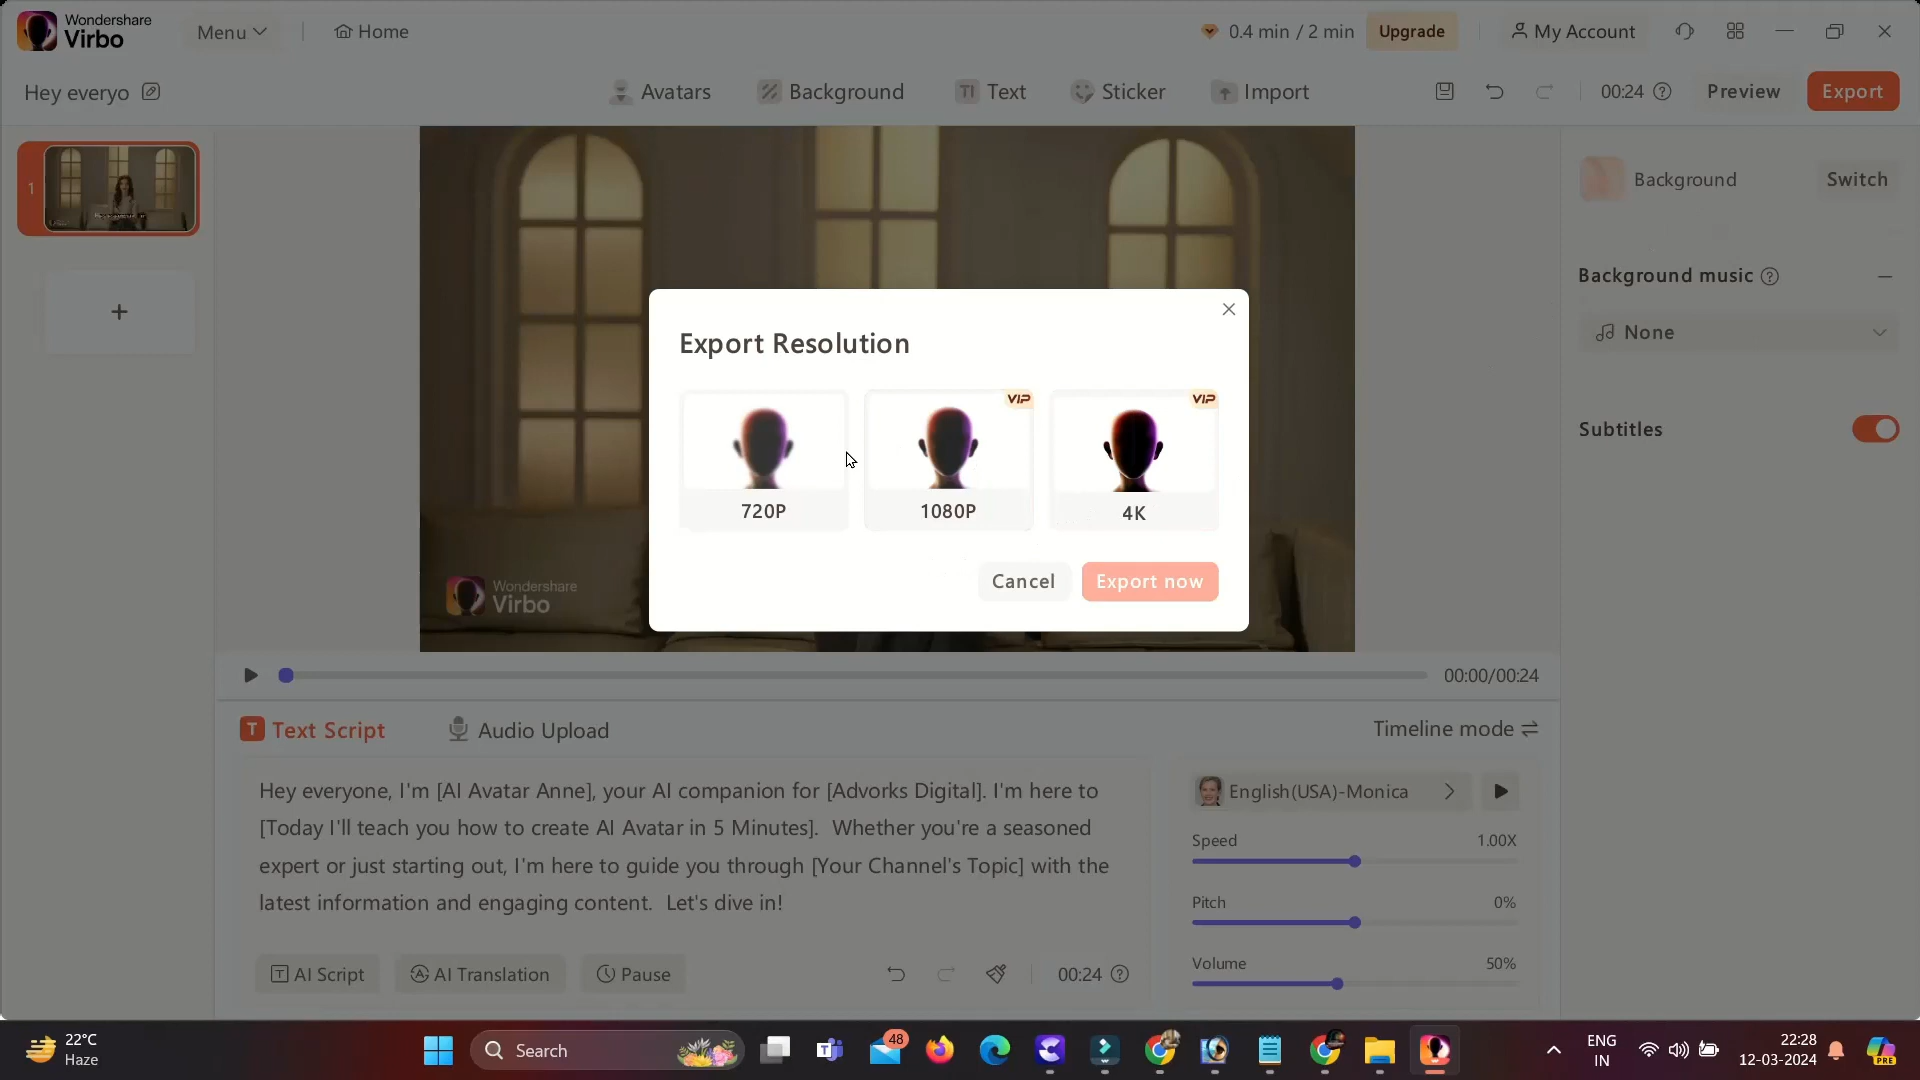 Wondershare
Virbo
Menu
Home
0.4 min / 2 min
Upgrade
My Account
Hey everyo
Avatars
Background
Text
Sticker
Import
00:24
Preview
Export
1
Background
Switch
Background music
None
Subtitles
Export Resolution
VIP
VIP
720P
1080P
4K
Cancel
Export now
Wondershare
Virbo
00:00/00:24
Text Script
Audio Upload
Timeline mode
Hey everyone, I'm [AI Avatar Anne], your AI companion for [Advorks Digital]. I'm here to
[Today I'll teach you how to create AI Avatar in 5 Minutes].  Whether you're a seasoned
expert or just starting out, I'm here to guide you through [Your Channel's Topic] with the
latest information and engaging content.  Let's dive in!
English(USA)-Monica
Speed
1.00X
Pitch
0%
Volume
50%
AI Script
AI Translation
Pause
00:24
22°C
Haze
Search
48
ENG
IN
22:28
12-03-2024
PRE